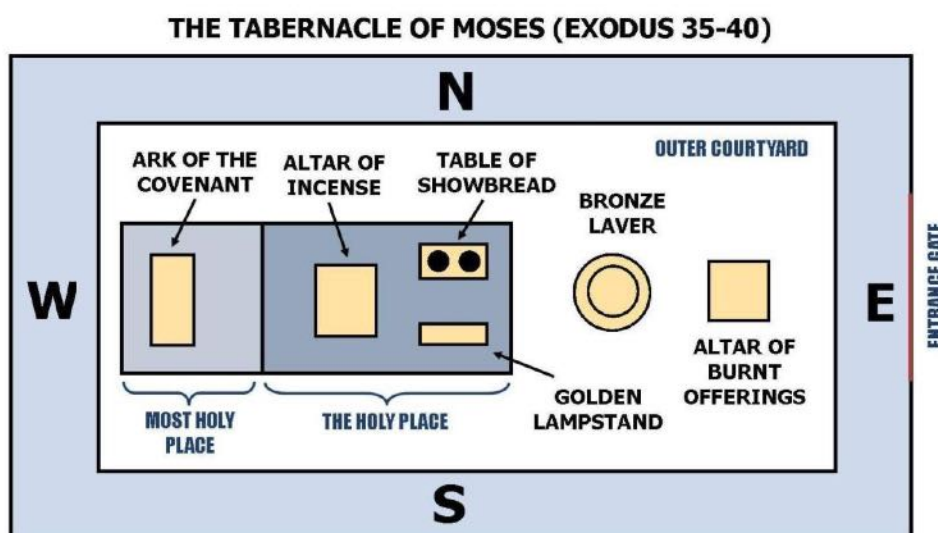 THE TABERNACLE OF MOSES (EXODUS 35-40)
N
OUTER COURTYARD
ARK OF THE
COVENANT
ALTAR OF
INCENSE
TABLE OF
SHOWBREAD
BRONZE
LAVER
W
E
ENTRANCE GATE
ALTAR OF
BURNT
OFFERINGS
GOLDEN
LAMPSTAND
MOST HOLY
PLACE
THE HOLY PLACE
S